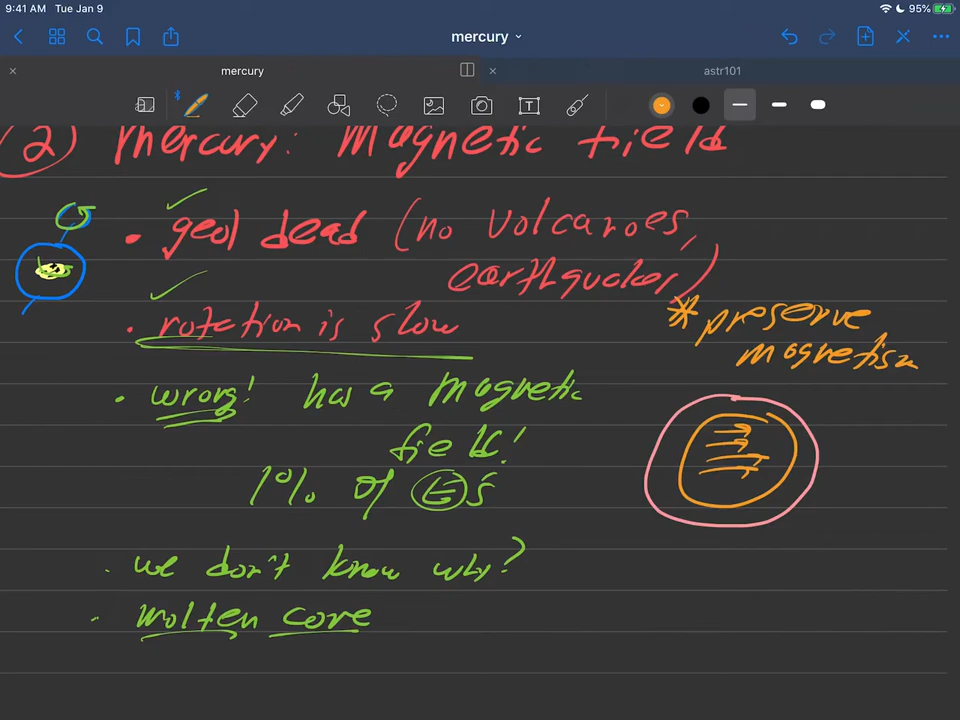 9:41 AM Tue Jan 9
95%
mercury
mercury
astr101
(2) Mercury: Magnetic field
• geol dead (no volcanoes, earthquakes)
• rotation is slow
* preserve
magnetism
• wrong! has a magnetic
field!
1% of E's
• we don't know why?
• molten core